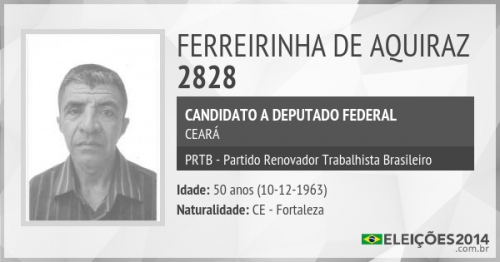 FERREIRINHA DE AQUIRAZ
2828
CANDIDATO A DEPUTADO FEDERAL
CEARÁ
PRTB - Partido Renovador Trabalhista Brasileiro
Idade: 50 anos (10-12-1963)
Naturalidade: CE - Fortaleza
ELEIÇÕES2014
.com.br